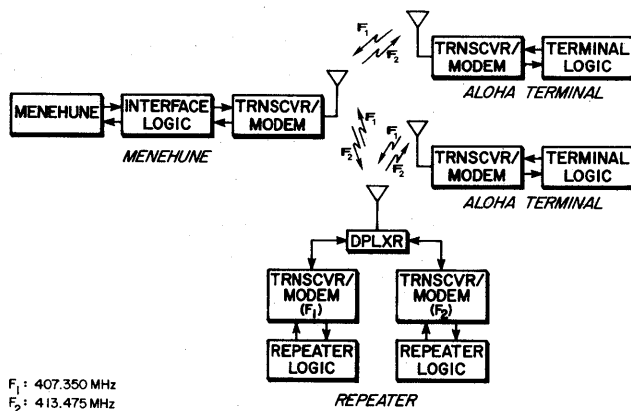 F₁
F₂
TRNSCVR/
MODEM
TERMINAL
LOGIC
ALOHA TERMINAL
MENEHUNE
INTERFACE
LOGIC
TRNSCVR/
MODEM
MENEHUNE
F₁
F₂
F₁
F₂
TRNSCVR/
MODEM
TERMINAL
LOGIC
ALOHA TERMINAL
DPLXR
TRNSCVR/
MODEM
(F₁)
TRNSCVR/
MODEM
(F₂)
REPEATER
LOGIC
REPEATER
LOGIC
REPEATER
F₁: 407.350 MHz
F₂: 413.475 MHz